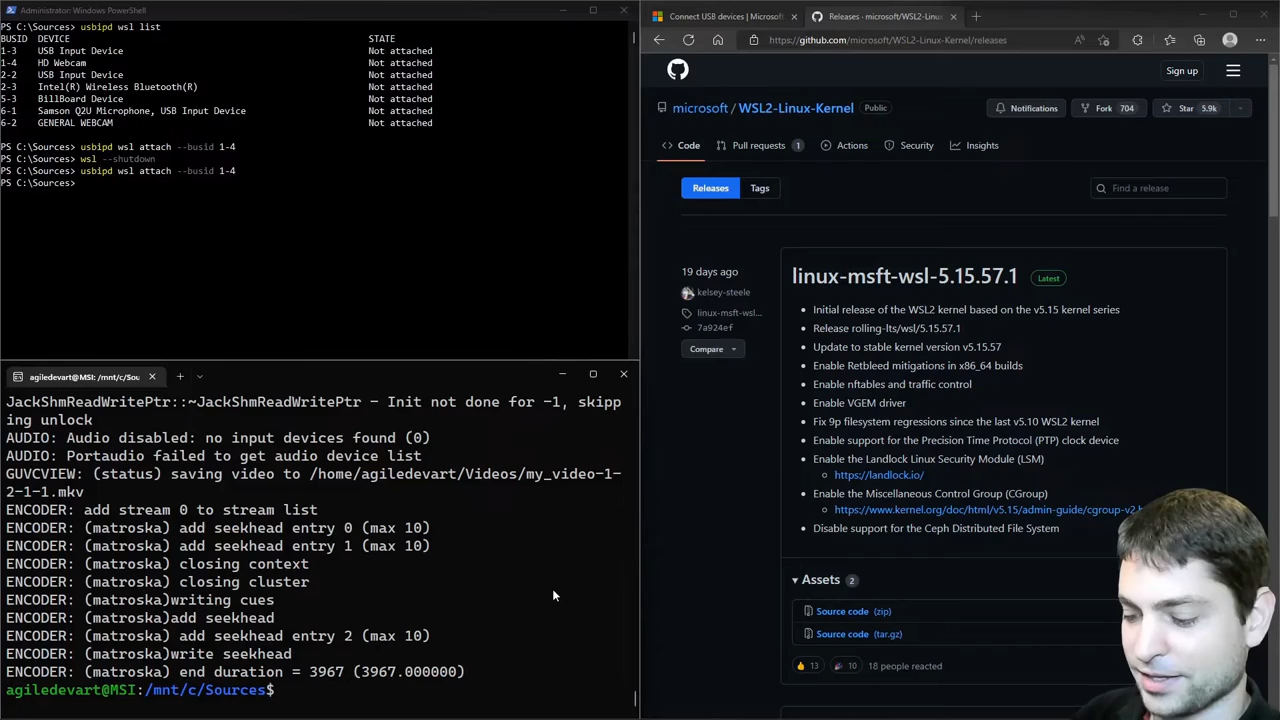 Administrator: Windows PowerShell
PS C:\Sources> usbipd wsl list
BUSID  DEVICE                                                        STATE
1-3    USB Input Device                                              Not attached
1-4    HD Webcam                                                     Not attached
2-2    USB Input Device                                              Not attached
2-3    Intel(R) Wireless Bluetooth(R)                                Not attached
5-3    BillBoard Device                                              Not attached
6-1    Samson Q2U Microphone, USB Input Device                       Not attached
6-2    GENERAL WEBCAM                                                Not attached
PS C:\Sources> usbipd wsl attach --busid 1-4
PS C:\Sources> wsl --shutdown
PS C:\Sources> usbipd wsl attach --busid 1-4
PS C:\Sources>
agiledevart@MSI: /mnt/c/Sou
JackShmReadWritePtr::~JackShmReadWritePtr - Init not done for -1, skipp
ing unlock
AUDIO: Audio disabled: no input devices found (0)
AUDIO: Portaudio failed to get audio device list
GUVCVIEW: (status) saving video to /home/agiledevart/Videos/my_video-1-
2-1-1.mkv
ENCODER: add stream 0 to stream list
ENCODER: (matroska) add seekhead entry 0 (max 10)
ENCODER: (matroska) add seekhead entry 1 (max 10)
ENCODER: (matroska) closing context
ENCODER: (matroska) closing cluster
ENCODER: (matroska)writing cues
ENCODER: (matroska)add seekhead
ENCODER: (matroska) add seekhead entry 2 (max 10)
ENCODER: (matroska)write seekhead
ENCODER: (matroska) end duration = 3967 (3967.000000)
agiledevart@MSI:/mnt/c/Sources$
Connect USB devices | Microsoft
Releases · microsoft/WSL2-Linux-
https://github.com/microsoft/WSL2-Linux-Kernel/releases
Sign up
microsoft / WSL2-Linux-Kernel Public
Notifications
Fork 704
Star 5.9k
Code
Pull requests 1
Actions
Security
Insights
Releases
Tags
Find a release
19 days ago
kelsey-steele
linux-msft-wsl...
7a924ef
Compare
linux-msft-wsl-5.15.57.1 Latest
Initial release of the WSL2 kernel based on the v5.15 kernel series
Release rolling-lts/wsl/5.15.57.1
Update to stable kernel version v5.15.57
Enable Retbleed mitigations in x86_64 builds
Enable nftables and traffic control
Enable VGEM driver
Fix 9p filesystem regressions since the last v5.10 WSL2 kernel
Enable support for the Precision Time Protocol (PTP) clock device
Enable the Landlock Linux Security Module (LSM)
https://landlock.io/
Enable the Miscellaneous Control Group (CGroup)
https://www.kernel.org/doc/html/v5.15/admin-guide/cgroup-v2.h
Disable support for the Ceph Distributed File System
Assets 2
Source code (zip)
Source code (tar.gz)
13
10
18 people reacted